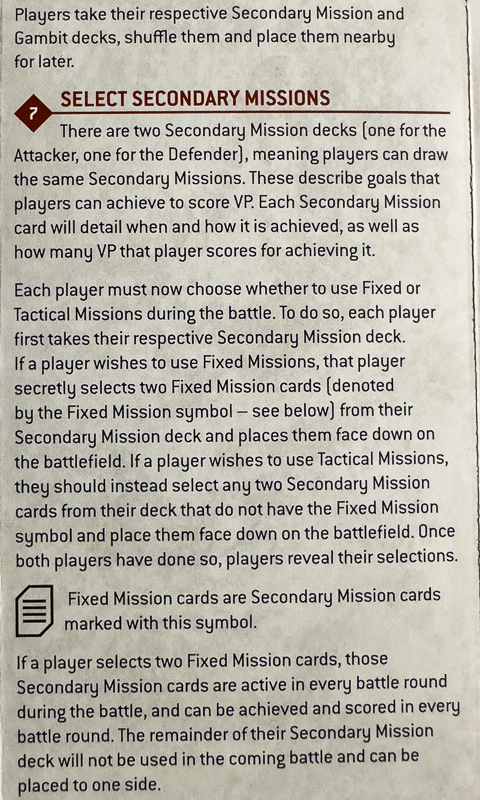 Players take their respective Secondary Mission and
Gambit decks, shuffle them and place them nearby
for later.
7 SELECT SECONDARY MISSIONS
There are two Secondary Mission decks (one for the
Attacker, one for the Defender), meaning players can draw
the same Secondary Missions. These describe goals that
players can achieve to score VP. Each Secondary Mission
card will detail when and how it is achieved, as well as
how many VP that player scores for achieving it.
Each player must now choose whether to use Fixed or
Tactical Missions during the battle. To do so, each player
first takes their respective Secondary Mission deck.
If a player wishes to use Fixed Missions, that player
secretly selects two Fixed Mission cards (denoted
by the Fixed Mission symbol – see below) from their
Secondary Mission deck and places them face down on
the battlefield. If a player wishes to use Tactical Missions,
they should instead select any two Secondary Mission
cards from their deck that do not have the Fixed Mission
symbol and place them face down on the battlefield. Once
both players have done so, players reveal their selections.
Fixed Mission cards are Secondary Mission cards
marked with this symbol.
If a player selects two Fixed Mission cards, those
Secondary Mission cards are active in every battle round
during the battle, and can be achieved and scored in every
battle round. The remainder of their Secondary Mission
deck will not be used in the coming battle and can be
placed to one side.